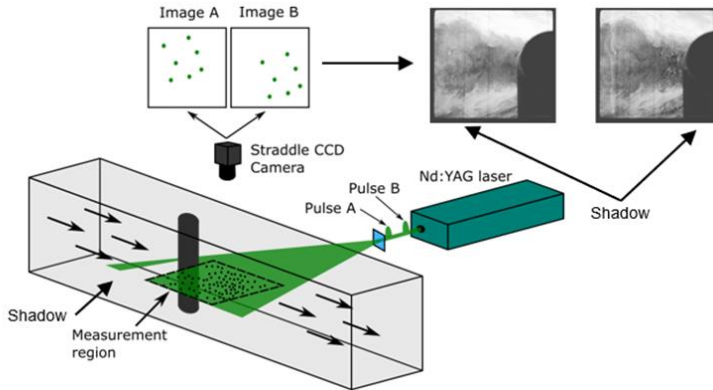 Image A
Image B
Straddle CCD
Camera
Nd:YAG laser
Pulse B
Pulse A
Shadow
Shadow
Measurement
region